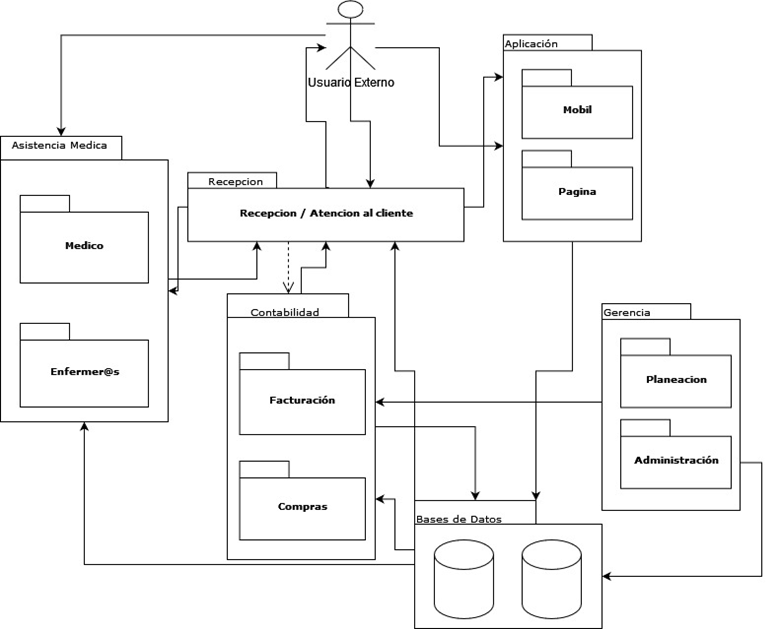 Usuario Externo
Aplicación
Mobil
Pagina
Asistencia Medica
Medico
Enfermer@s
Recepcion
Recepcion / Atencion al cliente
Contabilidad
Facturación
Compras
Gerencia
Planeacion
Administración
Bases de Datos